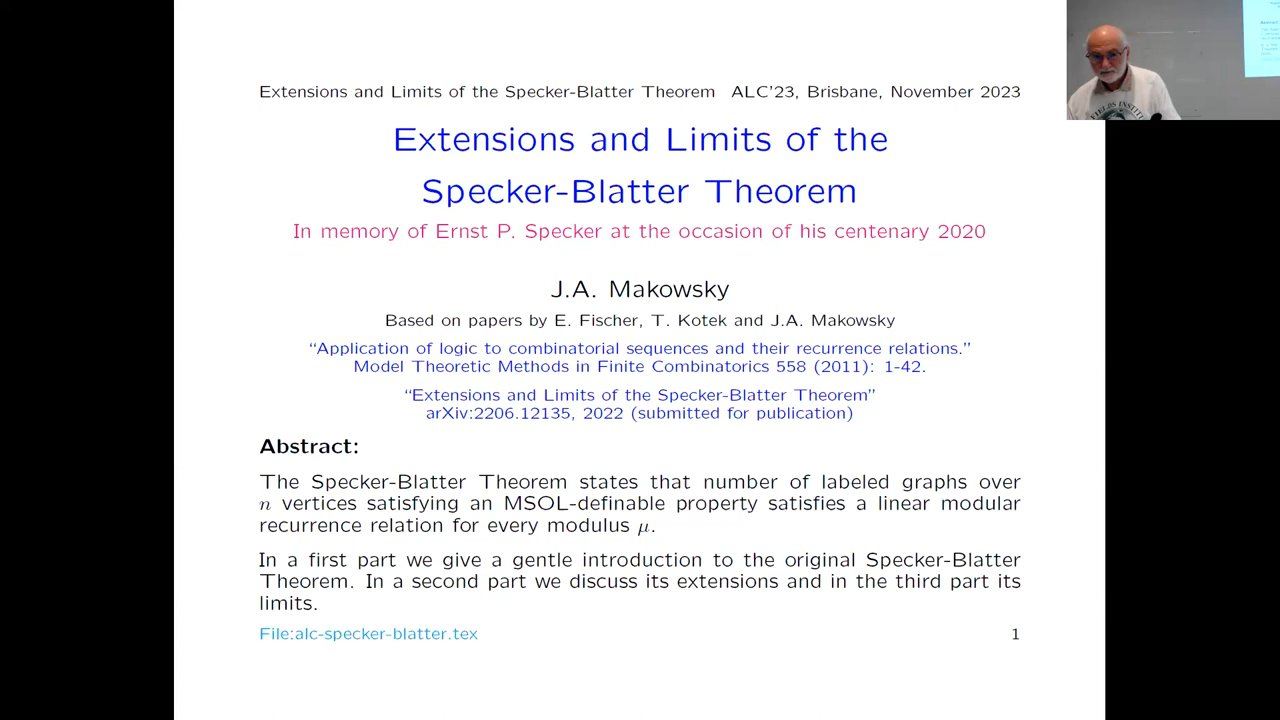 Extensions and Limits of the Specker-Blatter Theorem ALC'23, Brisbane, November 2023
Extensions and Limits of the
Specker-Blatter Theorem
In memory of Ernst P. Specker at the occasion of his centenary 2020
J.A. Makowsky
Based on papers by E. Fischer, T. Kotek and J.A. Makowsky
“Application of logic to combinatorial sequences and their recurrence relations.”
Model Theoretic Methods in Finite Combinatorics 558 (2011): 1-42.
“Extensions and Limits of the Specker-Blatter Theorem”
arXiv:2206.12135, 2022 (submitted for publication)
Abstract:
The Specker-Blatter Theorem states that number of labeled graphs over
n vertices satisfying an MSOL-definable property satisfies a linear modular
recurrence relation for every modulus μ.
In a first part we give a gentle introduction to the original Specker-Blatter
Theorem. In a second part we discuss its extensions and in the third part its
limits.
File:alc-specker-blatter.tex 1